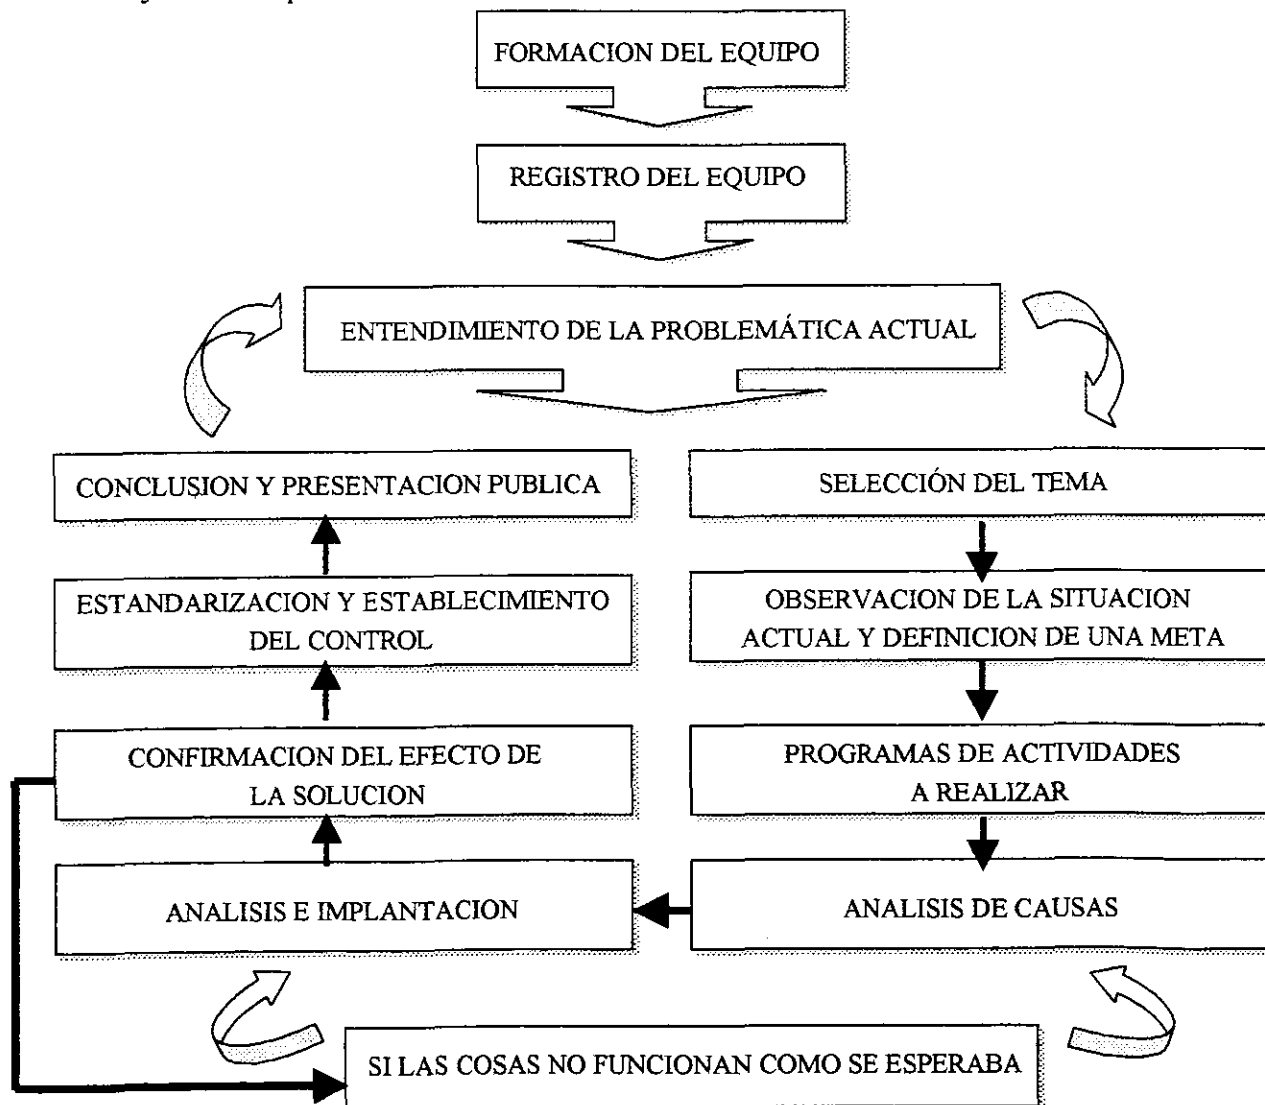 FORMACION DEL EQUIPO
REGISTRO DEL EQUIPO
ENTENDIMIENTO DE LA PROBLEMÁTICA ACTUAL
SELECCIÓN DEL TEMA
OBSERVACION DE LA SITUACION
ACTUAL Y DEFINICION DE UNA META
PROGRAMAS DE ACTIVIDADES
A REALIZAR
ANALISIS DE CAUSAS
ANALISIS E IMPLANTACION
CONFIRMACION DEL EFECTO DE
LA SOLUCION
ESTANDARIZACION Y ESTABLECIMIENTO
DEL CONTROL
CONCLUSION Y PRESENTACION PUBLICA
SI LAS COSAS NO FUNCIONAN COMO SE ESPERABA